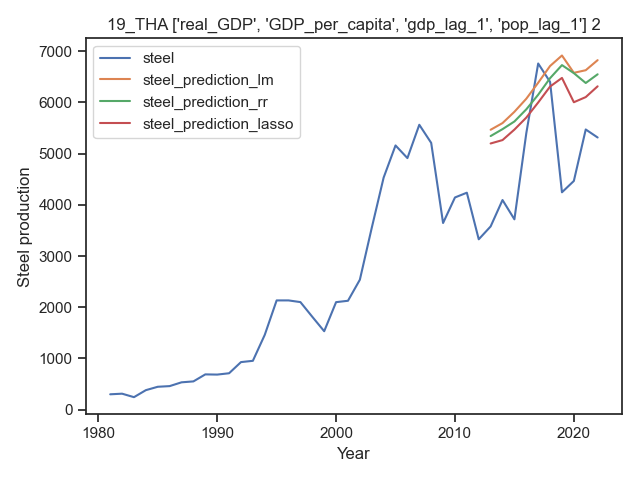 19_THA ['real_GDP', 'GDP_per_capita', 'gdp_lag_1', 'pop_lag_1'] 2
steel
steel_prediction_lm
steel_prediction_rr
steel_prediction_lasso
Steel production
7000
6000
5000
4000
3000
2000
1000
0
1980
1990
2000
2010
2020
Year